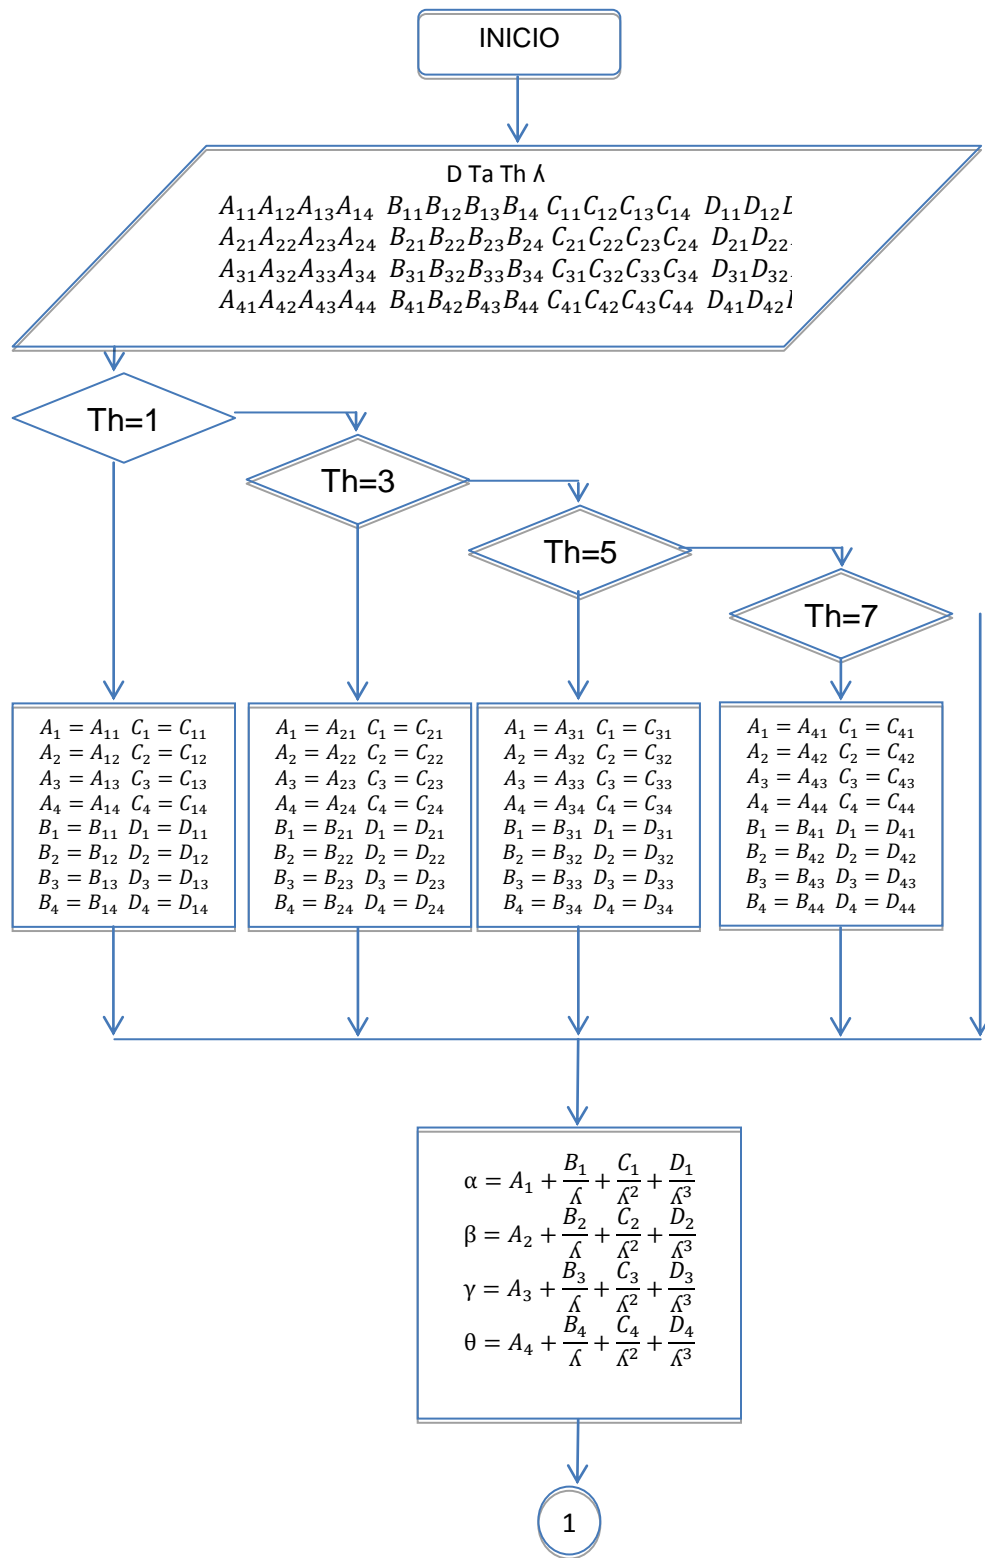 INICIO
D Ta Th ʎ
A₁₁A₁₂A₁₃A₁₄ B₁₁B₁₂B₁₃B₁₄ C₁₁C₁₂C₁₃C₁₄ D₁₁D₁₂
A₂₁A₂₂A₂₃A₂₄ B₂₁B₂₂B₂₃B₂₄ C₂₁C₂₂C₂₃C₂₄ D₂₁D₂₂
A₃₁A₃₂A₃₃A₃₄ B₃₁B₃₂B₃₃B₃₄ C₃₁C₃₂C₃₃C₃₄ D₃₁D₃₂
A₄₁A₄₂A₄₃A₄₄ B₄₁B₄₂B₄₃B₄₄ C₄₁C₄₂C₄₃C₄₄ D₄₁D₄₂
Th=1
Th=3
Th=5
Th=7
A₁ = A₁₁ C₁ = C₁₁
A₂ = A₁₂ C₂ = C₁₂
A₃ = A₁₃ C₃ = C₁₃
A₄ = A₁₄ C₄ = C₁₄
B₁ = B₁₁ D₁ = D₁₁
B₂ = B₁₂ D₂ = D₁₂
B₃ = B₁₃ D₃ = D₁₃
B₄ = B₁₄ D₄ = D₁₄
A₁ = A₂₁ C₁ = C₂₁
A₂ = A₂₂ C₂ = C₂₂
A₃ = A₂₃ C₃ = C₂₃
A₄ = A₂₄ C₄ = C₂₄
B₁ = B₂₁ D₁ = D₂₁
B₂ = B₂₂ D₂ = D₂₂
B₃ = B₂₃ D₃ = D₂₃
B₄ = B₂₄ D₄ = D₂₄
A₁ = A₃₁ C₁ = C₃₁
A₂ = A₃₂ C₂ = C₃₂
A₃ = A₃₃ C₃ = C₃₃
A₄ = A₃₄ C₄ = C₃₄
B₁ = B₃₁ D₁ = D₃₁
B₂ = B₃₂ D₂ = D₃₂
B₃ = B₃₃ D₃ = D₃₃
B₄ = B₃₄ D₄ = D₃₄
A₁ = A₄₁ C₁ = C₄₁
A₂ = A₄₂ C₂ = C₄₂
A₃ = A₄₃ C₃ = C₄₃
A₄ = A₄₄ C₄ = C₄₄
B₁ = B₄₁ D₁ = D₄₁
B₂ = B₄₂ D₂ = D₄₂
B₃ = B₄₃ D₃ = D₄₃
B₄ = B₄₄ D₄ = D₄₄
α = A₁ + B₁/ʎ + C₁/ʎ² + D₁/ʎ³
β = A₂ + B₂/ʎ + C₂/ʎ² + D₂/ʎ³
γ = A₃ + B₃/ʎ + C₃/ʎ² + D₃/ʎ³
θ = A₄ + B₄/ʎ + C₄/ʎ² + D₄/ʎ³
1